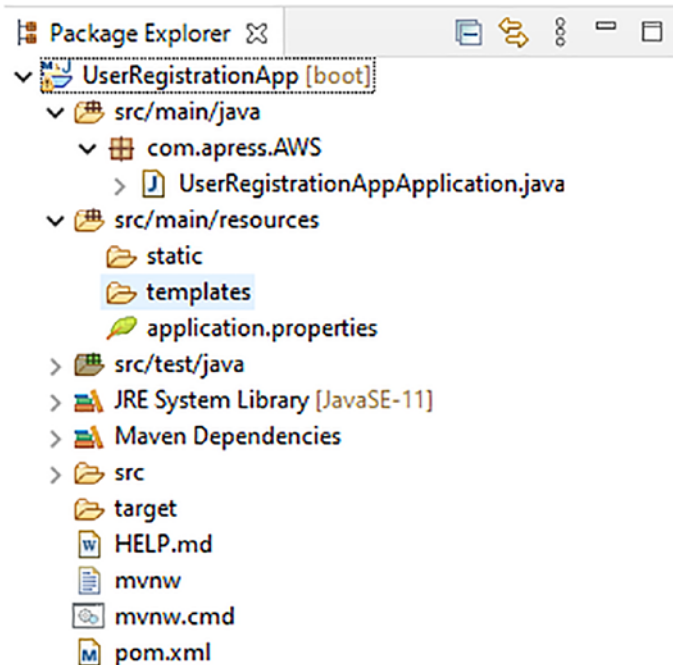 Package Explorer
UserRegistrationApp [boot]
src/main/java
com.apress.AWS
UserRegistrationAppApplication.java
src/main/resources
static
templates
application.properties
src/test/java
JRE System Library [JavaSE-11]
Maven Dependencies
src
target
HELP.md
mvnw
mvnw.cmd
pom.xml